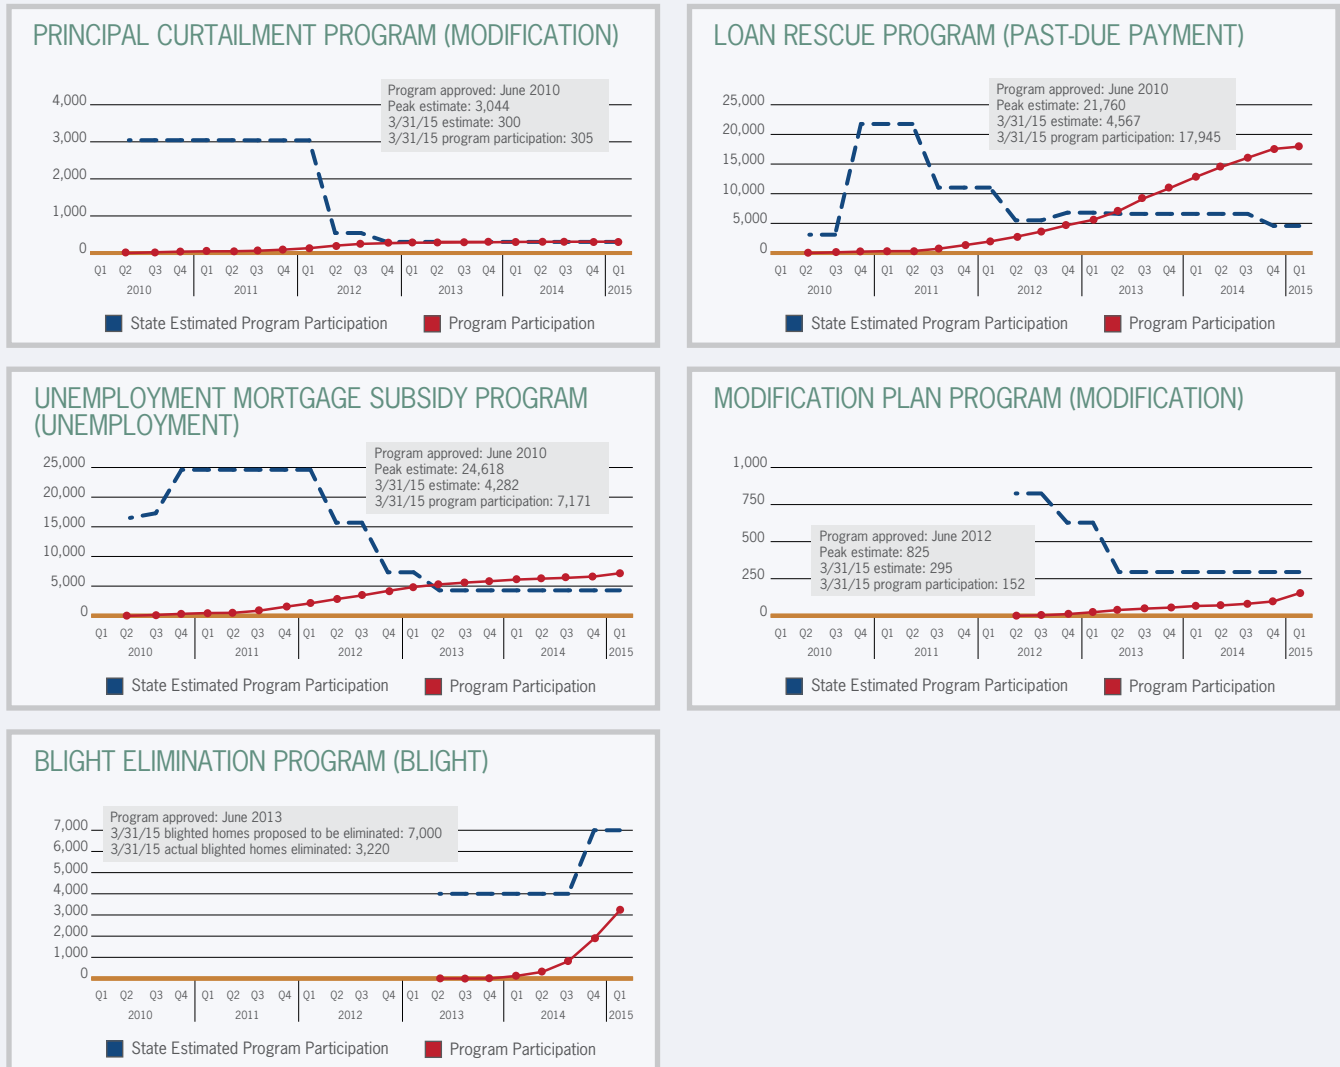 PRINCIPAL CURTAILMENT PROGRAM (MODIFICATION)
Program approved: June 2010
Peak estimate: 3,044
3/31/15 estimate: 300
3/31/15 program participation: 305
4,000
3,000
2,000
1,000
0
Q1 Q2 Q3 Q4 Q1 Q2 Q3 Q4 Q1 Q2 Q3 Q4 Q1 Q2 Q3 Q4 Q1 Q2 Q3 Q4 Q1
2010 2011 2012 2013 2014 2015
State Estimated Program Participation Program Participation
LOAN RESCUE PROGRAM (PAST-DUE PAYMENT)
Program approved: June 2010
Peak estimate: 21,760
3/31/15 estimate: 4,567
3/31/15 program participation: 17,945
25,000
20,000
15,000
10,000
5,000
0
Q1 Q2 Q3 Q4 Q1 Q2 Q3 Q4 Q1 Q2 Q3 Q4 Q1 Q2 Q3 Q4 Q1 Q2 Q3 Q4 Q1
2010 2011 2012 2013 2014 2015
State Estimated Program Participation Program Participation
UNEMPLOYMENT MORTGAGE SUBSIDY PROGRAM
(UNEMPLOYMENT)
Program approved: June 2010
Peak estimate: 24,618
3/31/15 estimate: 4,282
3/31/15 program participation: 7,171
25,000
20,000
15,000
10,000
5,000
0
Q1 Q2 Q3 Q4 Q1 Q2 Q3 Q4 Q1 Q2 Q3 Q4 Q1 Q2 Q3 Q4 Q1 Q2 Q3 Q4 Q1
2010 2011 2012 2013 2014 2015
State Estimated Program Participation Program Participation
MODIFICATION PLAN PROGRAM (MODIFICATION)
1,000
750
500
250
0
Program approved: June 2012
Peak estimate: 825
3/31/15 estimate: 295
3/31/15 program participation: 152
Q1 Q2 Q3 Q4 Q1 Q2 Q3 Q4 Q1 Q2 Q3 Q4 Q1 Q2 Q3 Q4 Q1 Q2 Q3 Q4 Q1
2010 2011 2012 2013 2014 2015
State Estimated Program Participation Program Participation
BLIGHT ELIMINATION PROGRAM (BLIGHT)
Program approved: June 2013
3/31/15 blighted homes proposed to be eliminated: 7,000
3/31/15 actual blighted homes eliminated: 3,220
7,000
6,000
5,000
4,000
3,000
2,000
1,000
0
Q1 Q2 Q3 Q4 Q1 Q2 Q3 Q4 Q1 Q2 Q3 Q4 Q1 Q2 Q3 Q4 Q1 Q2 Q3 Q4 Q1
2010 2011 2012 2013 2014 2015
State Estimated Program Participation Program Participation